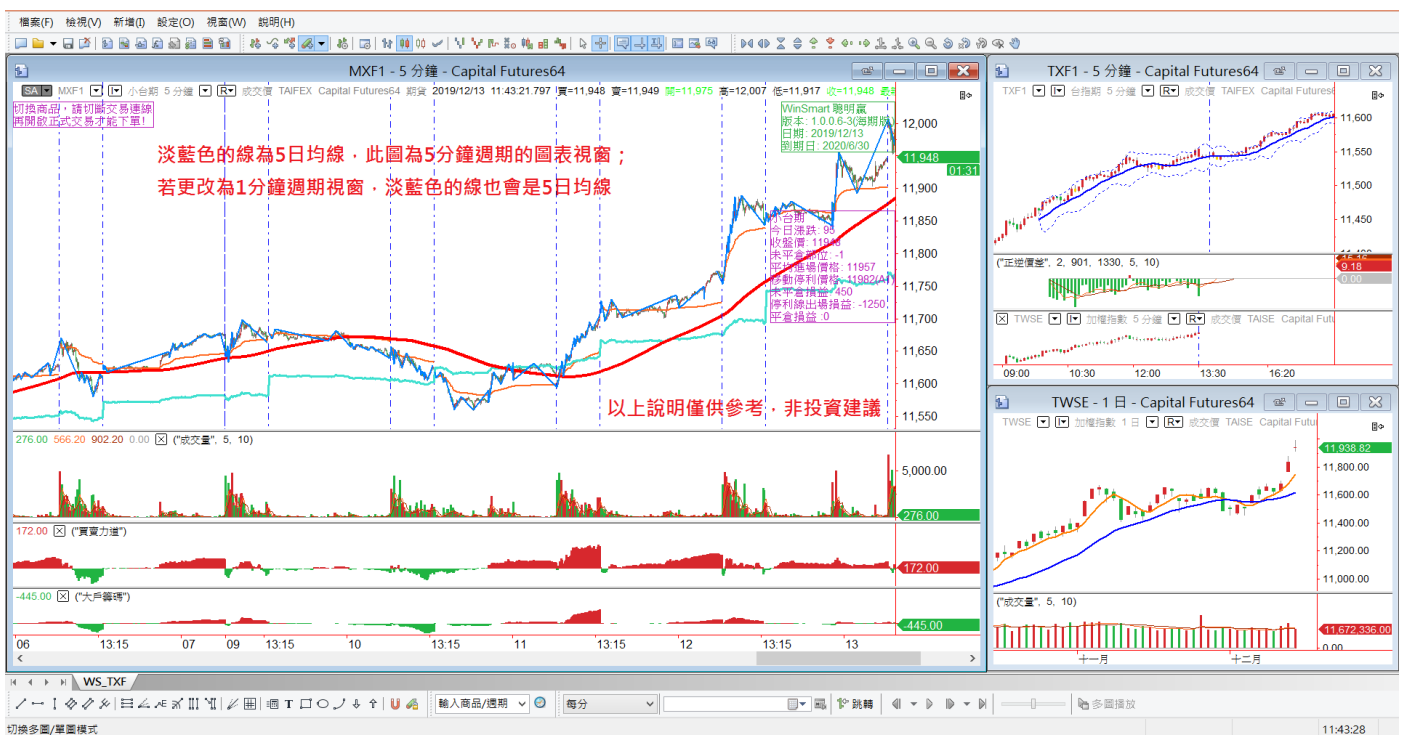 檔案(F) 檢視(V) 新增(I) 設定(O) 視窗(W) 說明(H)
MXF1 - 5 分鐘 - Capital Futures64
SA MXF1 I 小台期 5 分鐘 R 成交價 TAIFEX Capital Futures64 期貨 2019/12/13 11:43:21.797 買=11,948 賣=11,949 開=11,975 高=12,007 低=11,917 收=11,948
切換商品，請切斷交易連線
再開啟正式交易才能下單!
WinSmart 聰明贏
版本: 1.0.0.6-3(海期版)
日期: 2019/12/13
到期日: 2020/6/30
淡藍色的線為5日均線，此圖為5分鐘週期的圖表視窗；
若更改為1分鐘週期視窗，淡藍色的線也會是5日均線
小台期
今日漲跌: 95
收盤價: 11948
未平倉部位: -1
平均進場價格: 11957
移動停利價格: 11982(A1)
未平倉損益: 450
停利線出場損益: -1250
平倉損益 :0
以上說明僅供參考，非投資建議
12,000
11,948
01:31
11,900
11,850
11,800
11,750
11,700
11,650
11,600
11,550
276.00 566.20 902.20 0.00 ("成交量", 5, 10)
5,000.00
276.00
172.00 ("買賣力道")
172.00
-445.00 ("大戶籌碼")
-445.00
06 13:15 07 09 13:15 10 13:15 11 13:15 12 13:15 13
TXF1 - 5 分鐘 - Capital Futures64
TXF1 I 台指期 5 分鐘 R 成交價 TAIFEX Capital Futures
11,600
11,550
11,500
11,450
("正逆價差", 2, 901, 1330, 5, 10)
9.18
0.00
TWSE I 加權指數 5 分鐘 R 成交價 TAISE Capital Futu
09:00 10:30 12:00 13:30 16:20
TWSE - 1 日 - Capital Futures64
TWSE I 加權指數 1 日 R 成交價 TAISE Capital Futu
11,938.82
11,800.00
11,600.00
11,400.00
11,200.00
11,000.00
("成交量", 5, 10)
11,672,336.00
0.00
十一月 十二月
WS_TXF
輸入商品/週期 每分 跳轉 多圖播放
切換多圖/單圖模式 11:43:28